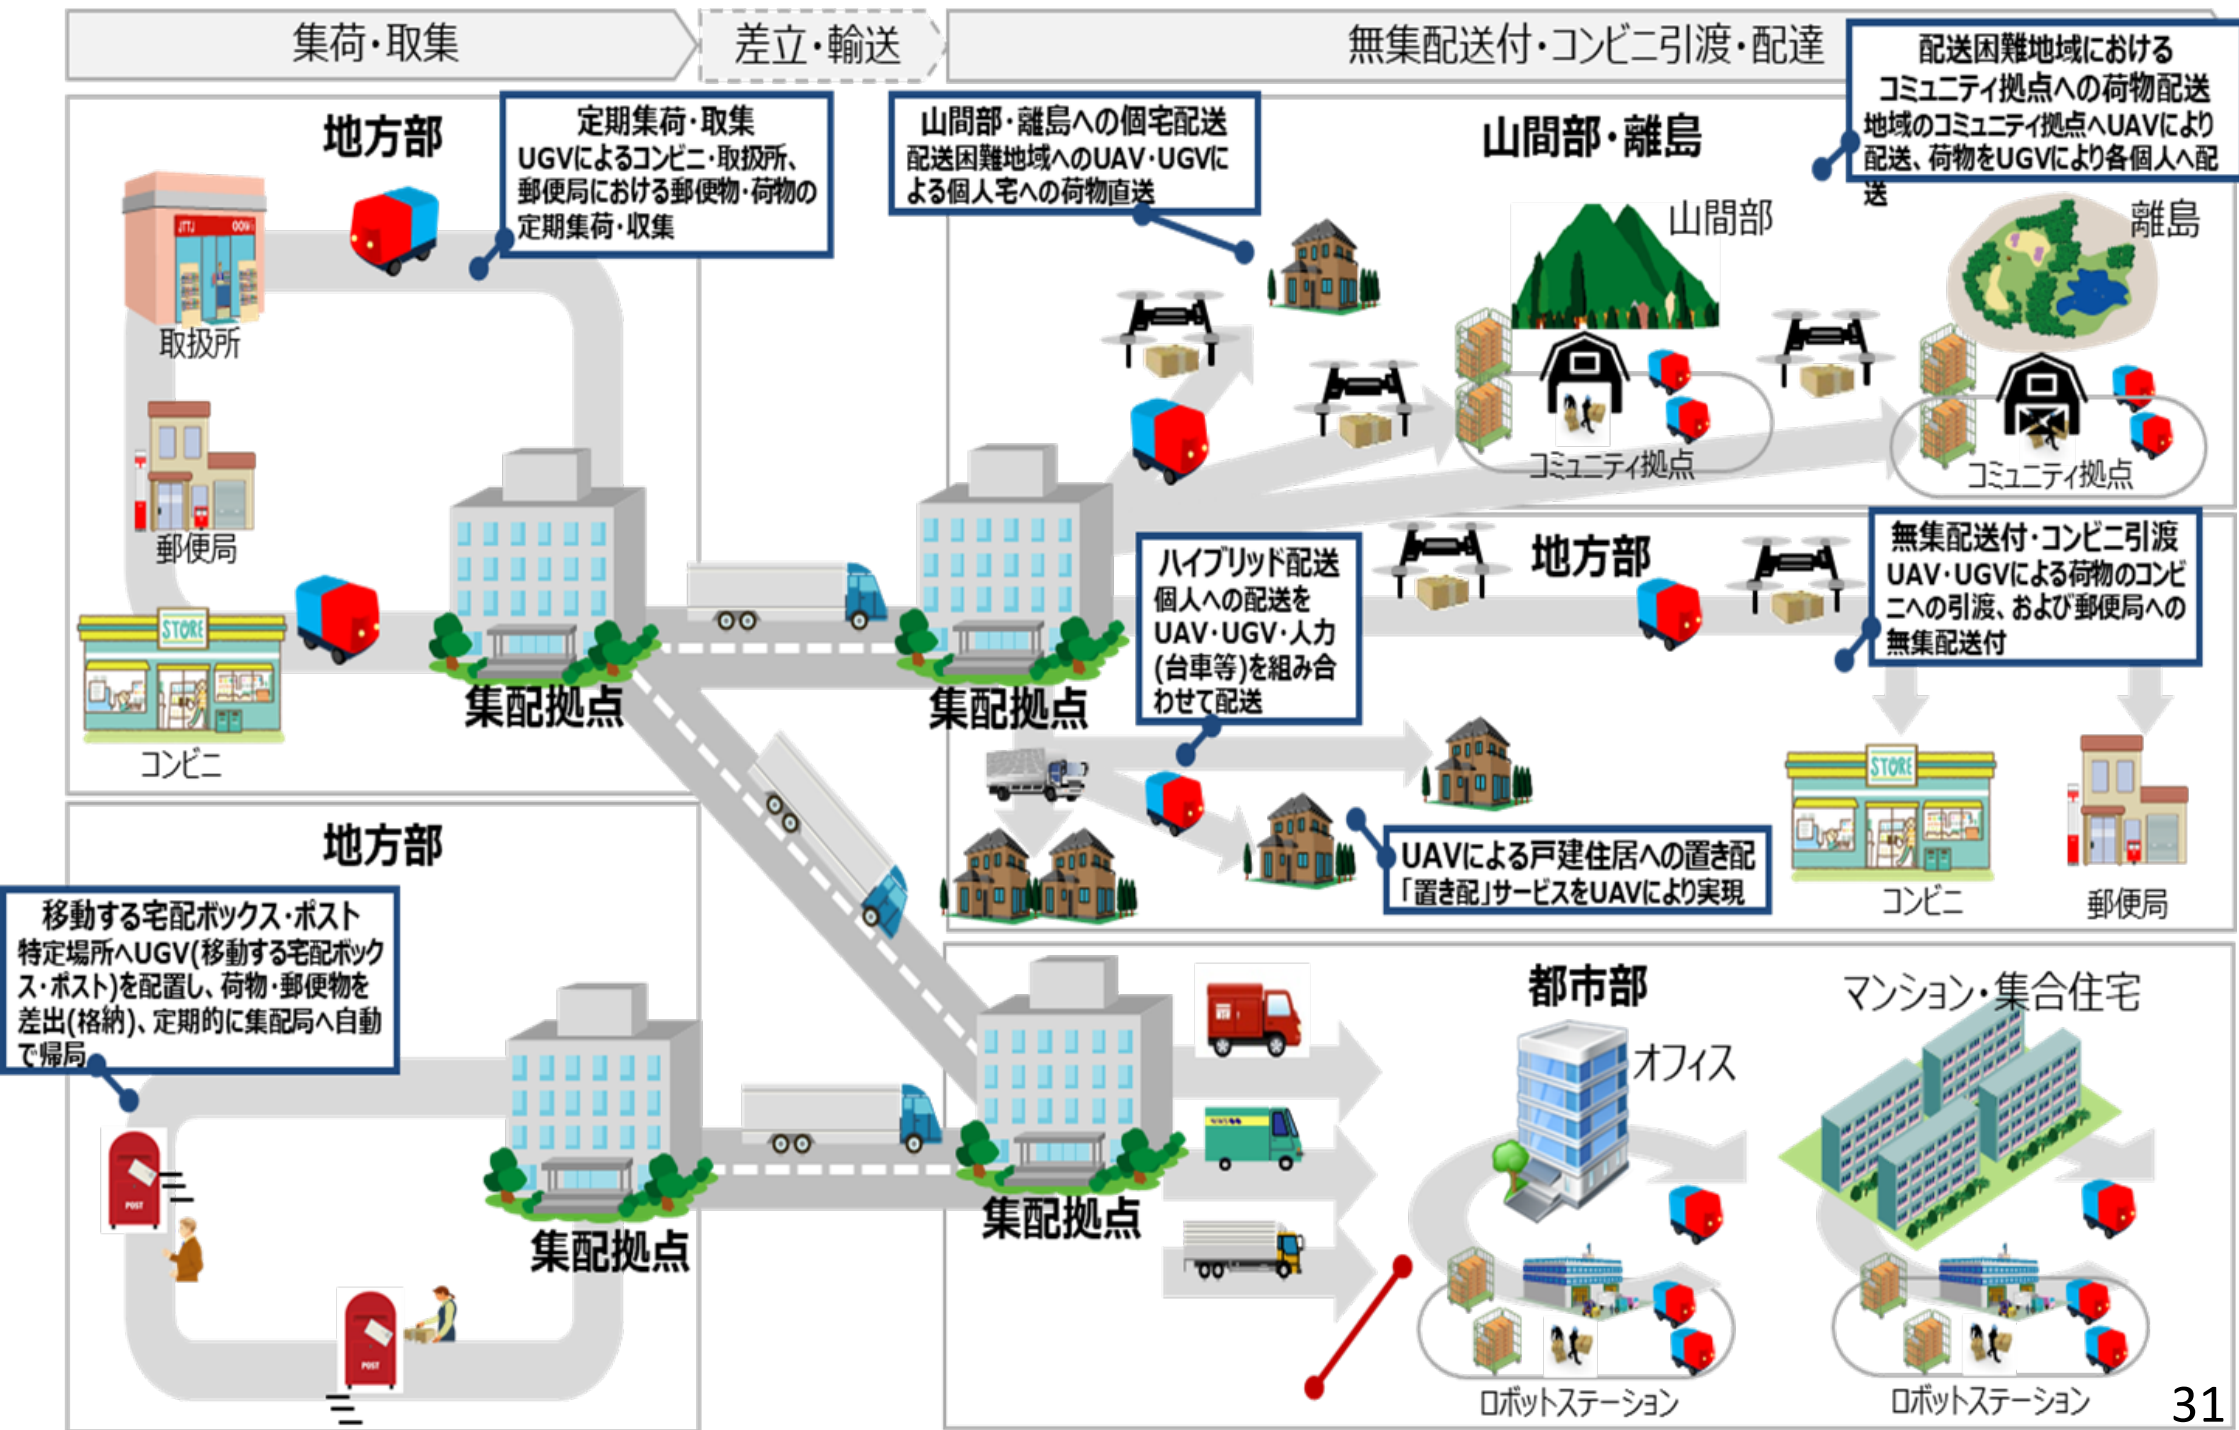 集荷・取集
差立・輸送
無集配送付・コンビニ引渡・配達
地方部
定期集荷・取集
UGVによるコンビニ・取扱所、
郵便局における郵便物・荷物の
定期集荷・収集
取扱所
郵便局
STORE
コンビニ
集配拠点
山間部・離島への個宅配送
配送困難地域へのUAV・UGVに
よる個人宅への荷物直送
山間部・離島
配送困難地域における
コミュニティ拠点への荷物配送
地域のコミュニティ拠点へUAVにより
配送、荷物をUGVにより各個人へ配
送
山間部
離島
コミュニティ拠点
コミュニティ拠点
集配拠点
ハイブリッド配送
個人への配送を
UAV・UGV・人力
(台車等)を組み合
わせて配送
地方部
無集配送付・コンビニ引渡
UAV・UGVによる荷物のコンビ
ニへの引渡、および郵便局への
無集配送付
UAVによる戸建住居への置き配
「置き配」サービスをUAVにより実現
STORE
コンビニ
郵便局
地方部
移動する宅配ボックス・ポスト
特定場所へUGV(移動する宅配ボック
ス・ポスト)を配置し、荷物・郵便物を
差出(格納)、定期的に集配局へ自動
で帰局
POST
POST
集配拠点
集配拠点
都市部
オフィス
マンション・集合住宅
ロボットステーション
ロボットステーション
31